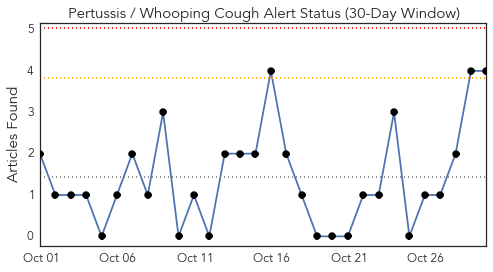 Pertussis / Whooping Cough Alert Status (30-Day Window)
Articles Found
5
4
3
2
1
0
Oct 01 Oct 06 Oct 11 Oct 16 Oct 21 Oct 26